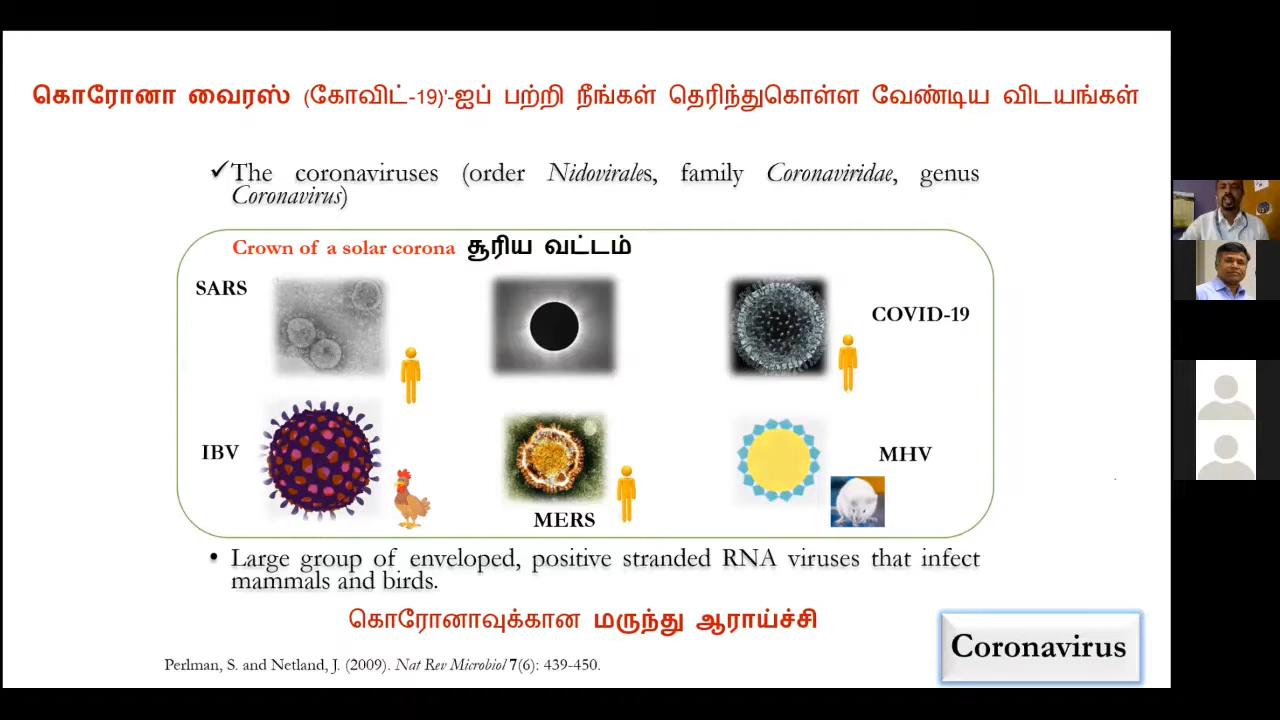 கொரோனா வைரஸ் (கோவிட்-19)'-ஐப் பற்றி நீங்கள் தெரிந்துகொள்ள வேண்டிய விடயங்கள்
✓The coronaviruses (order Nidovirales, family Coronaviridae, genus
Coronavirus)
Crown of a solar corona சூரிய வட்டம்
SARS
COVID-19
IBV
MERS
MHV
• Large group of enveloped, positive stranded RNA viruses that infect
mammals and birds.
கொரோனாவுக்கான மருந்து ஆராய்ச்சி
Coronavirus
Perlman, S. and Netland, J. (2009). Nat Rev Microbiol 7(6): 439-450.